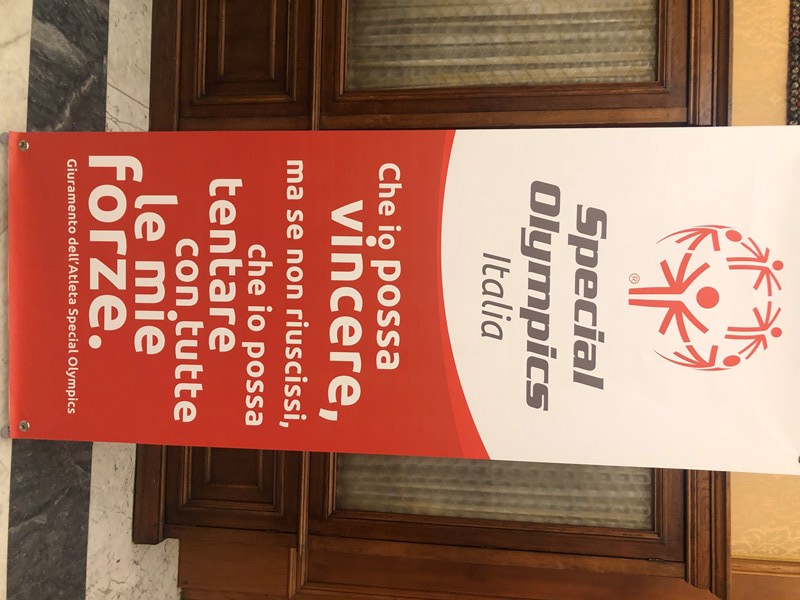 ®
Special
Olympics
Italia
Che io possa
vincere,
ma se non riuscissi,
che io possa
tentare
con tutte
le mie
forze.
Giuramento dell'Atleta Special Olympics